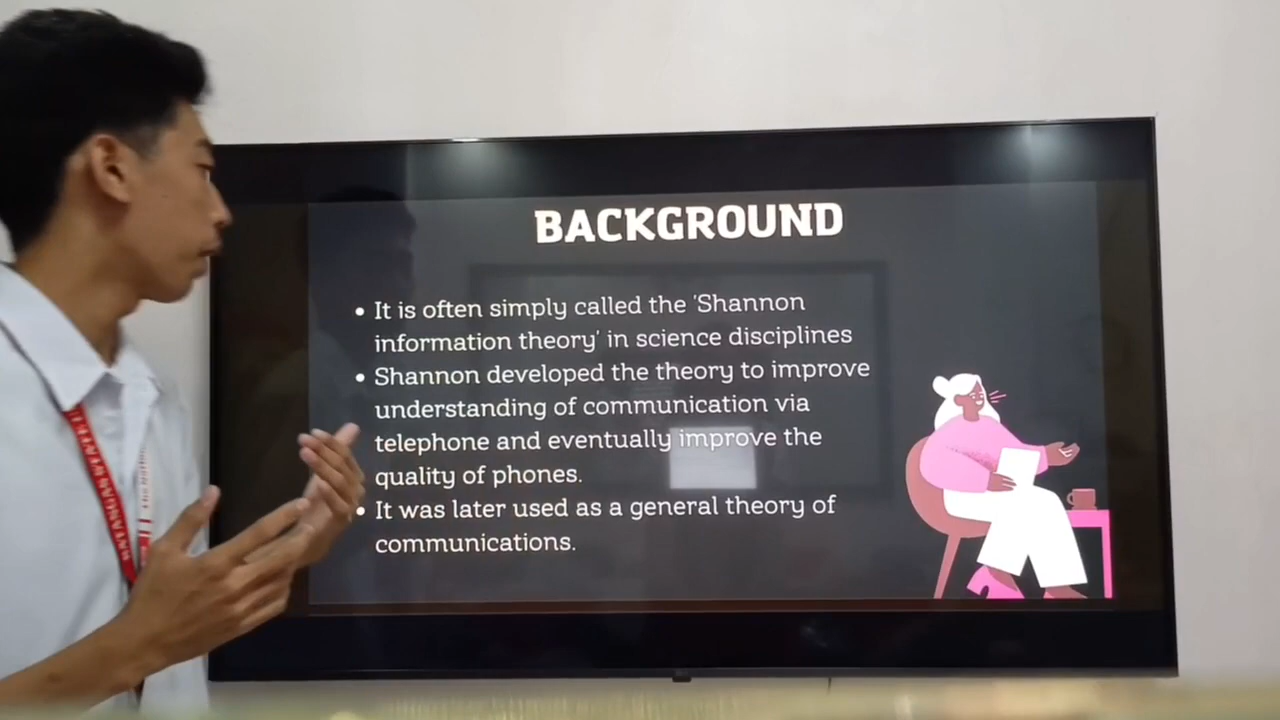 BACKGROUND
• It is often simply called the 'Shannon
information theory' in science disciplines
• Shannon developed the theory to improve
understanding of communication via
telephone and eventually improve the
quality of phones.
• It was later used as a general theory of
communications.